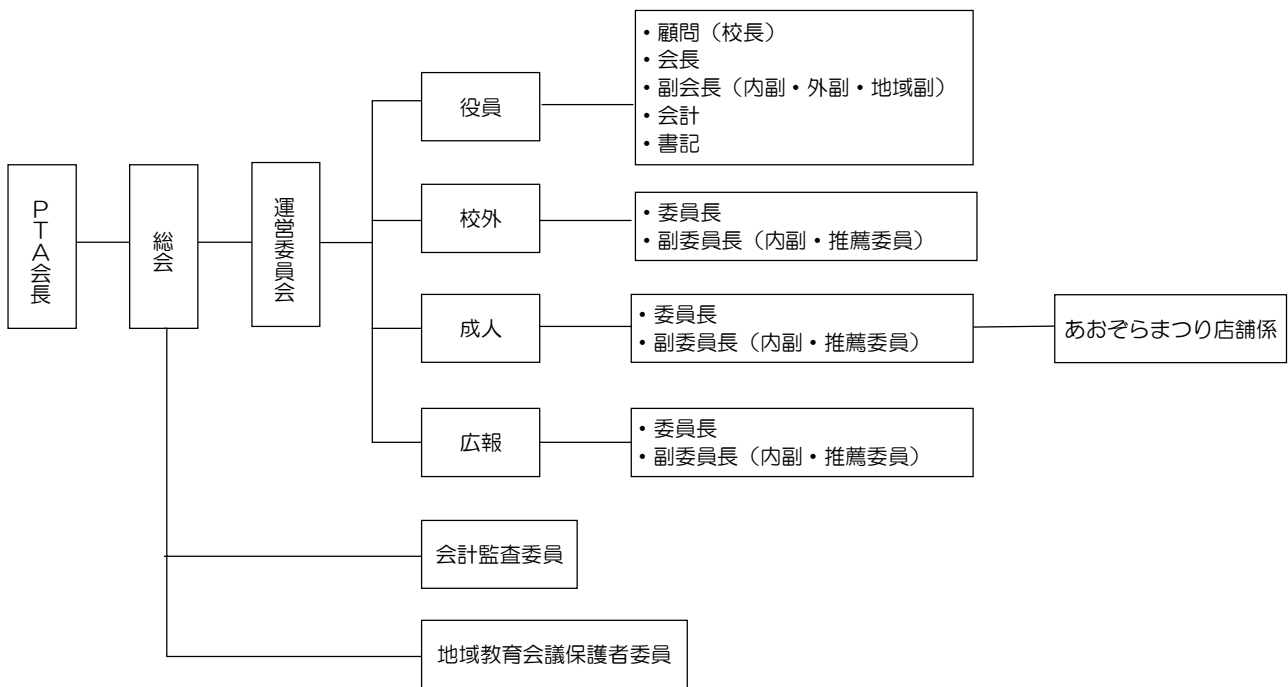 PTA会長
総会
運営委員会
役員
・顧問（校長）
・会長
・副会長（内副・外副・地域副）
・会計
・書記
校外
・委員長
・副委員長（内副・推薦委員）
成人
・委員長
・副委員長（内副・推薦委員）
あおぞらまつり店舗係
広報
・委員長
・副委員長（内副・推薦委員）
会計監査委員
地域教育会議保護者委員